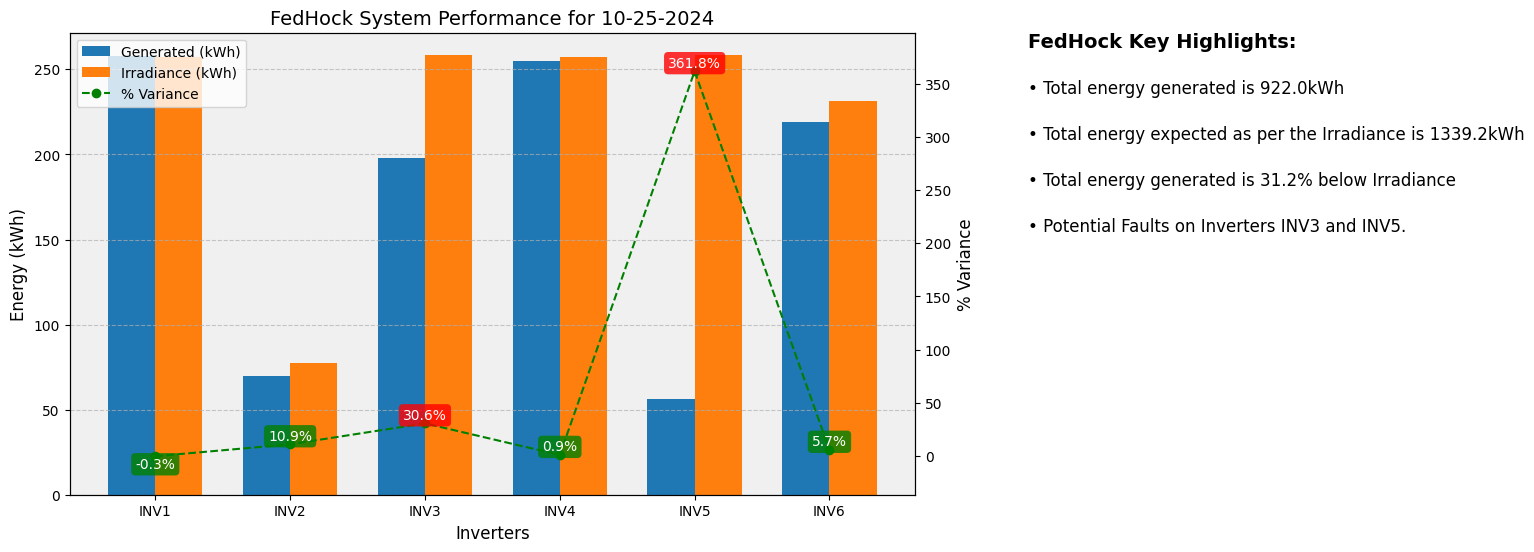 FedHock System Performance for 10-25-2024
Generated (kWh)
Irradiance (kWh)
% Variance
Energy (kWh)
250
200
150
100
50
0
-0.3%
10.9%
30.6%
0.9%
361.8%
5.7%
350
300
250
200
150
100
50
0
% Variance
INV1 INV2 INV3 INV4 INV5 INV6
Inverters
FedHock Key Highlights:
• Total energy generated is 922.0kWh
• Total energy expected as per the Irradiance is 1339.2kWh
• Total energy generated is 31.2% below Irradiance
• Potential Faults on Inverters INV3 and INV5.